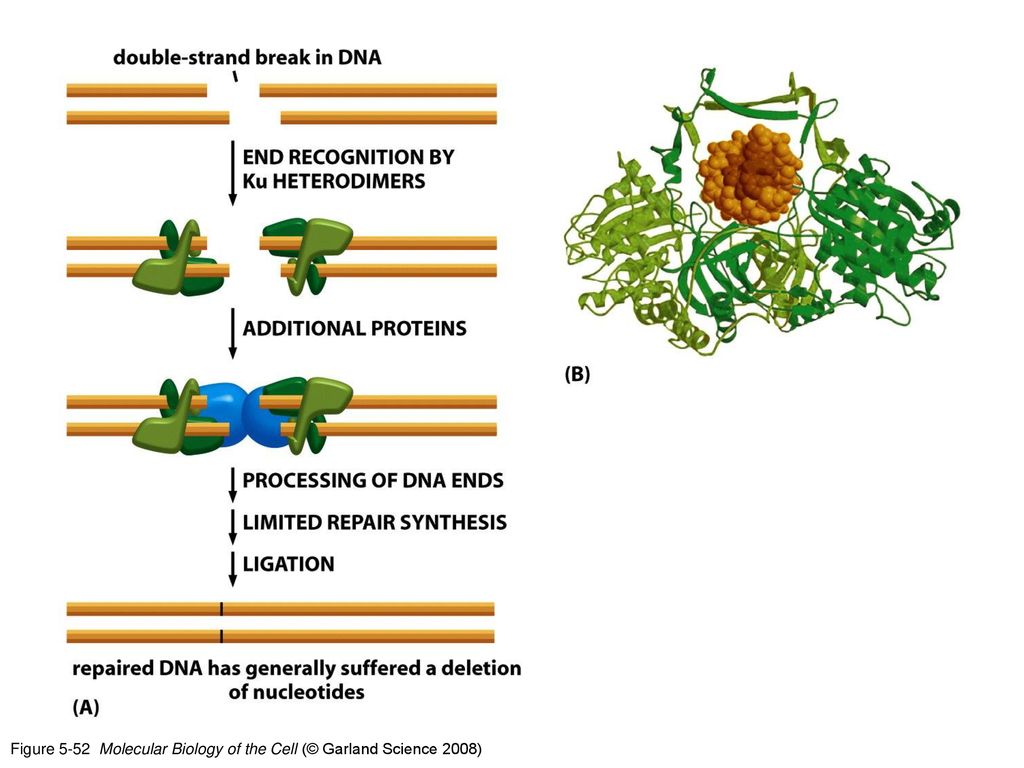 double-strand break in DNA
END RECOGNITION BY
Ku HETERODIMERS
ADDITIONAL PROTEINS
PROCESSING OF DNA ENDS
LIMITED REPAIR SYNTHESIS
LIGATION
repaired DNA has generally suffered a deletion
of nucleotides
(A)
(B)
Figure 5-52 Molecular Biology of the Cell (© Garland Science 2008)